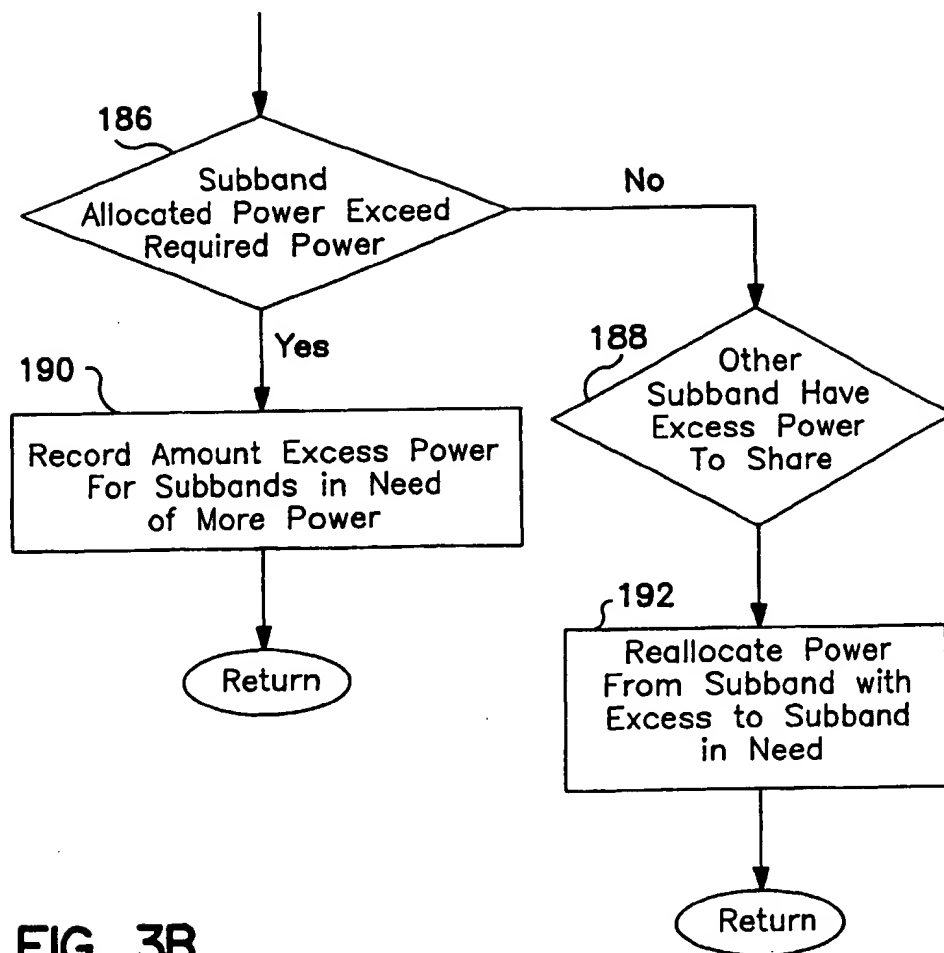 186
Subband
Allocated Power Exceed
Required Power
No
Yes
188
Other
Subband Have
Excess Power
To Share
190
Record Amount Excess Power
For Subbands in Need
of More Power
192
Reallocate Power
From Subband with
Excess to Subband
in Need
Return
Return
FIG. 3B